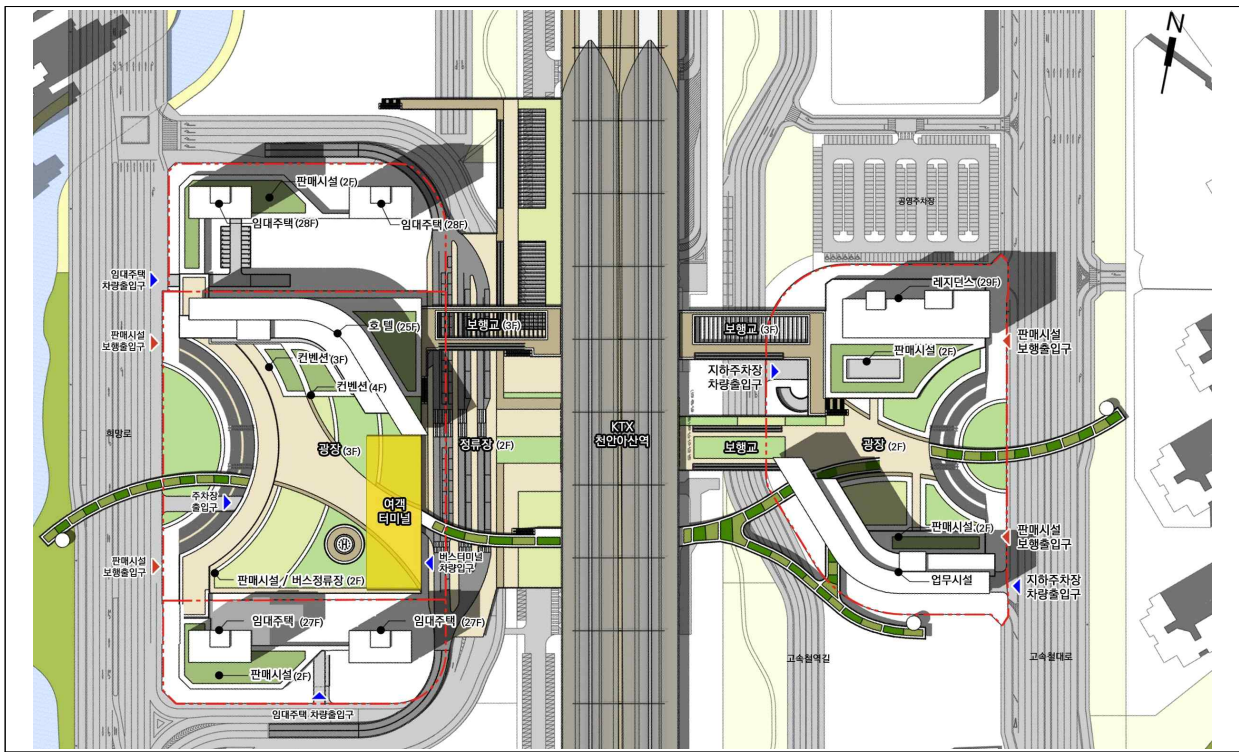 N
판매시설 (2F)
임대주택 (28F)
임대주택 (28F)
공영주차장
임대주택
차량출입구
레지던스 (29F)
판매시설
보행출입구
호 텔 (25F)
보행교 (3F)
보행교 (3F)
판매시설
보행출입구
컨벤션 (3F)
판매시설 (2F)
컨벤션 (4F)
지하주차장
차량출입구
희망로
광장 (3F)
정류장 (2F)
KTX
천안아산역
보행교
광장 (2F)
주차장
출입구
여객
터미널
판매시설 (2F)
판매시설
보행출입구
판매시설
보행출입구
버스터미널
차량입구
판매시설 / 버스정류장 (2F)
업무시설
지하주차장
차량출입구
임대주택 (27F)
임대주택 (27F)
고속철역길
고속철대로
판매시설 (2F)
임대주택 차량출입구